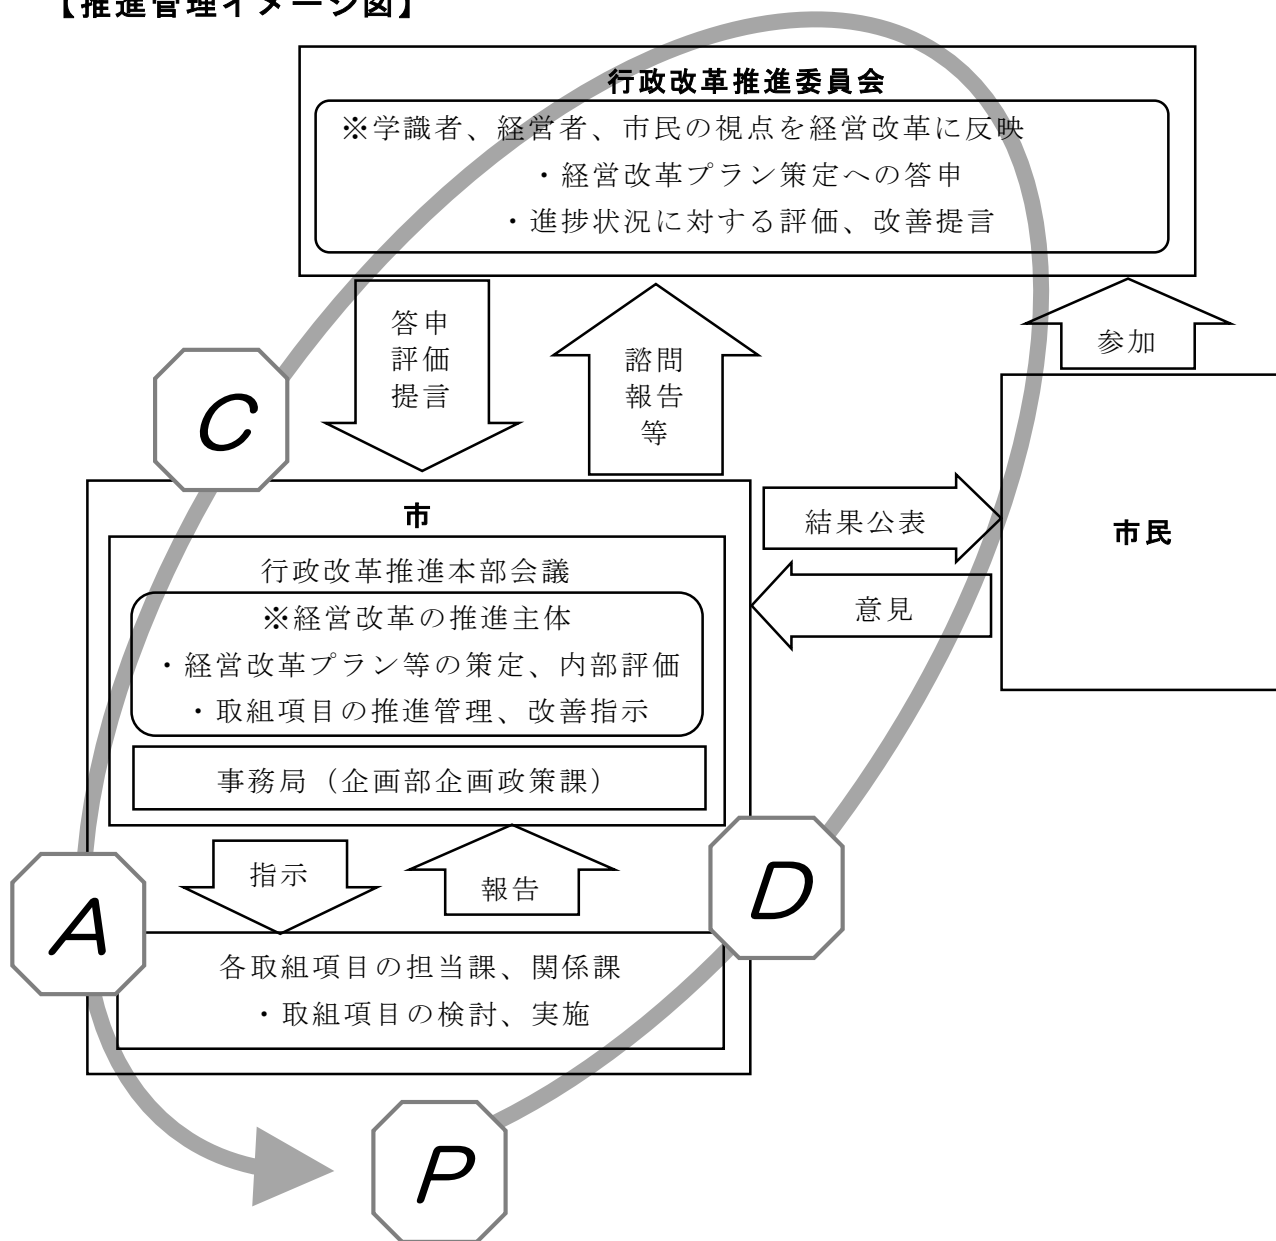 【推進管理イメージ図】
行政改革推進委員会
※学識者、経営者、市民の視点を経営改革に反映
・経営改革プラン策定への答申
・進捗状況に対する評価、改善提言
答申
評価
提言
諮問
報告
等
参加
C
市
結果公表
市民
行政改革推進本部会議
※経営改革の推進主体
意見
・経営改革プラン等の策定、内部評価
・取組項目の推進管理、改善指示
事務局（企画部企画政策課）
指示
報告
D
A
各取組項目の担当課、関係課
・取組項目の検討、実施
P